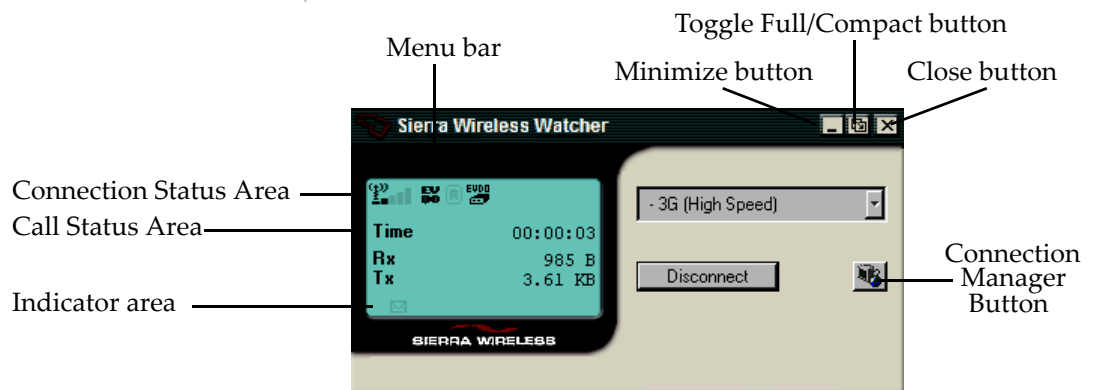 Toggle Full/Compact button
Menu bar
Minimize button
Close button
Sierra Wireless Watcher
Connection Status Area
EV
DO
R
EVDO
- 3G (High Speed)
Call Status Area
Time 00:00:03
Rx 985 B
Tx 3.61 KB
Disconnect
Connection
Manager
Button
Indicator area
SIERRA WIRELESS